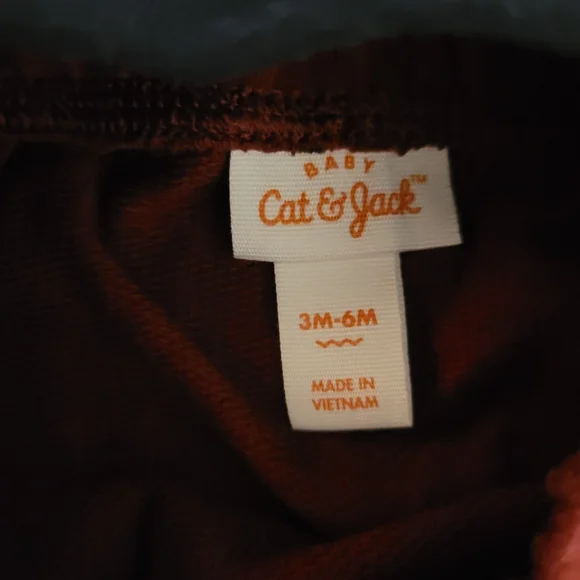 BABY
Cat & Jack™
3M-6M
MADE IN
VIETNAM